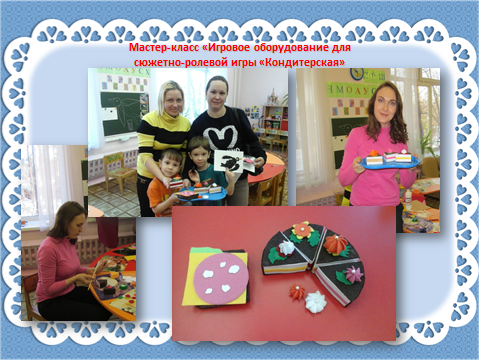 Мастер-класс «Игровое оборудование для
сюжетно-ролевой игры «Кондитерская»